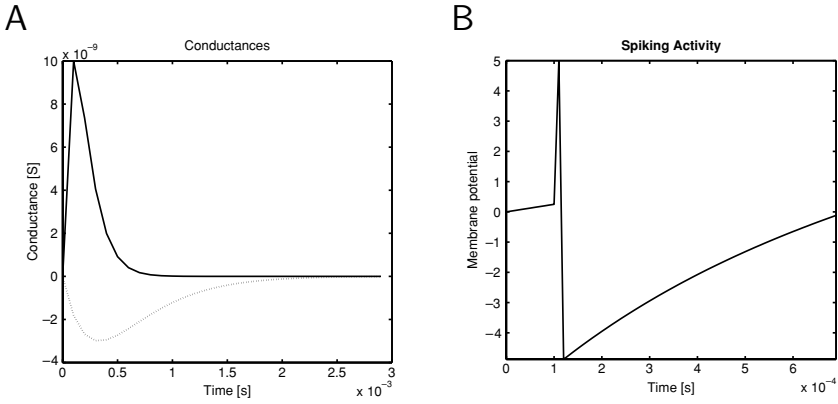 A
Conductances
x 10⁻⁹
10
8
6
4
2
0
−2
−4
Conductance [S]
0 0.5 1 1.5 2 2.5 3
Time [s]
x 10⁻³
B
Spiking Activity
5
4
3
2
1
0
−1
−2
−3
−4
Membrane potential
0 1 2 3 4 5 6
Time [s]
x 10⁻⁴